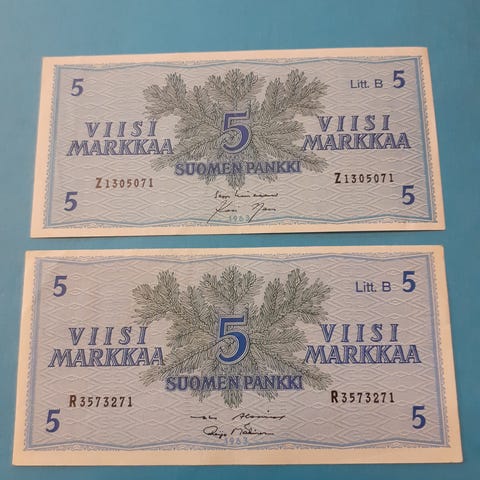 5 Litt. B 5
VIISI 5 VIISI
MARKKAA MARKKAA
SUOMEN PANKKI
Z1305071 Z1305071
1963
5 5
5 Litt. B 5
VIISI 5 VIISI
MARKKAA MARKKAA
SUOMEN PANKKI
R3573271 R3573271
5 5
1963